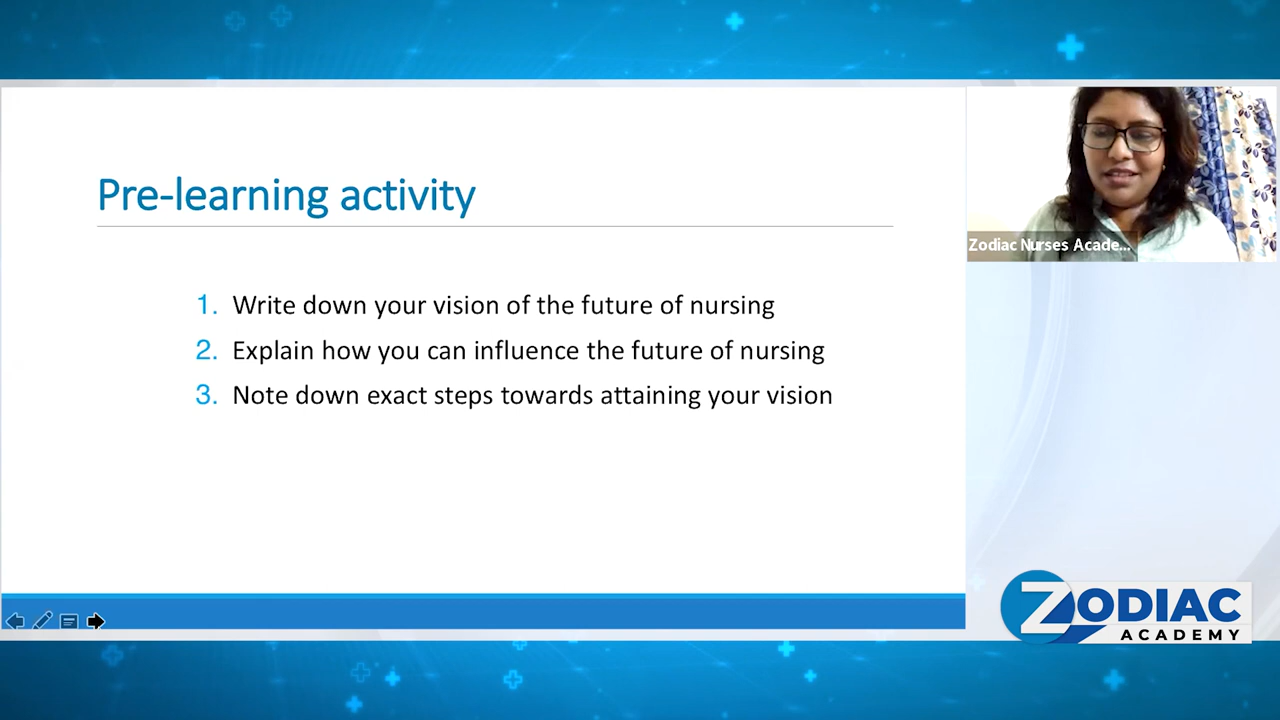 Pre-learning activity
1. Write down your vision of the future of nursing
2. Explain how you can influence the future of nursing
3. Note down exact steps towards attaining your vision
Zodiac Nurses Acade...
ZODIAC
ACADEMY